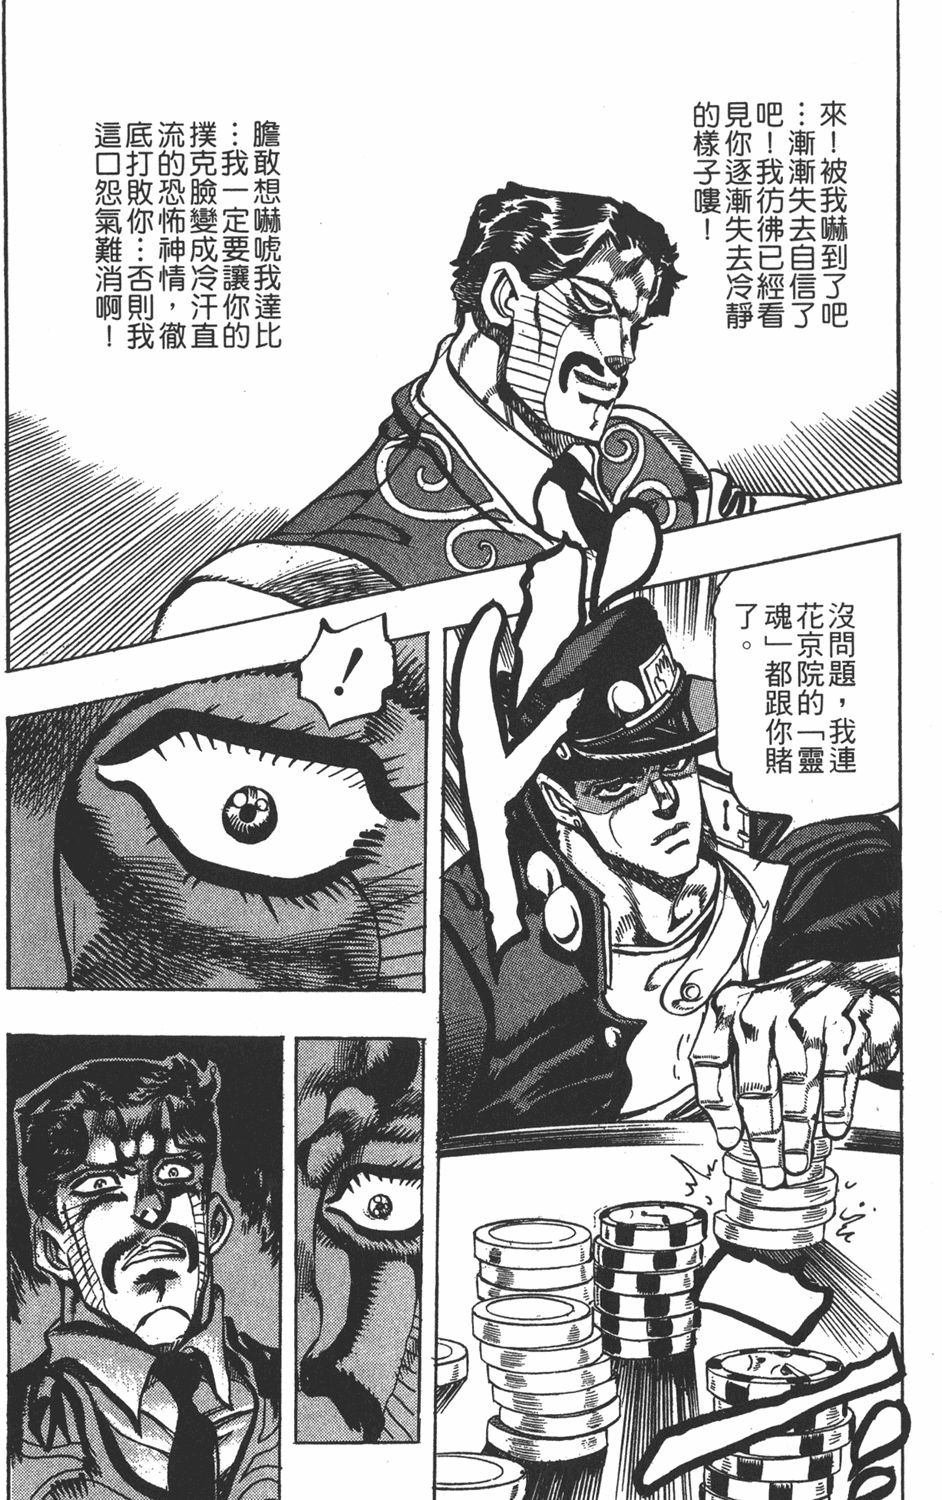 來！被我嚇到了吧
…漸漸失去自信了
吧！我彷彿已經看
見你逐漸失去冷靜
的樣子嘍！
膽敢想嚇唬我達比
…我一定要讓你的
撲克臉變成冷汗直
流的恐怖神情，徹
底打敗你…否則我
這口怨氣難消啊！
沒問題，我連
花京院的「靈
魂」都跟你賭
了。
！